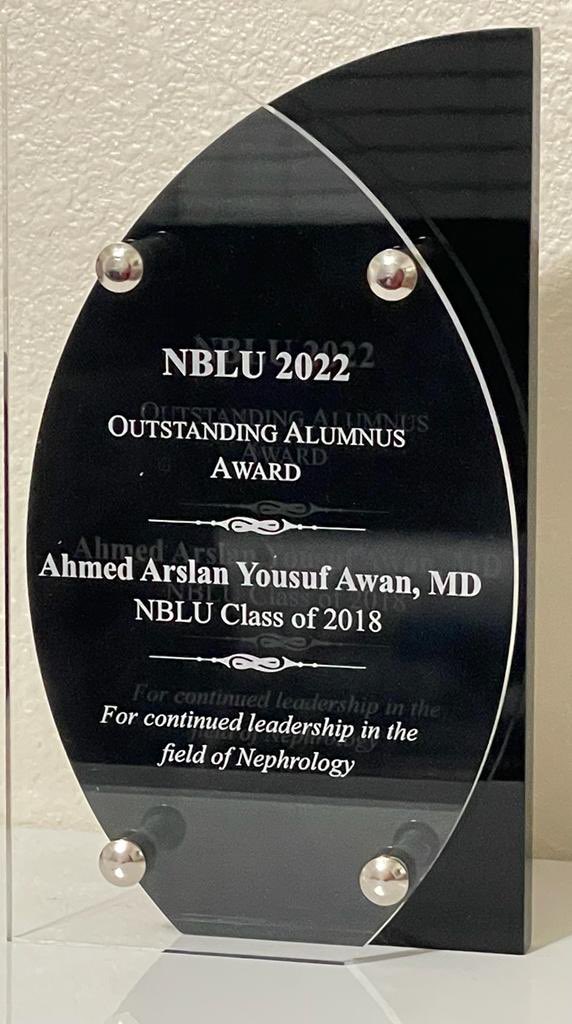 NBLU 2022
OUTSTANDING ALUMNUS
AWARD
Ahmed Arslan Yousuf Awan, MD
NBLU Class of 2018
For continued leadership in the
field of Nephrology